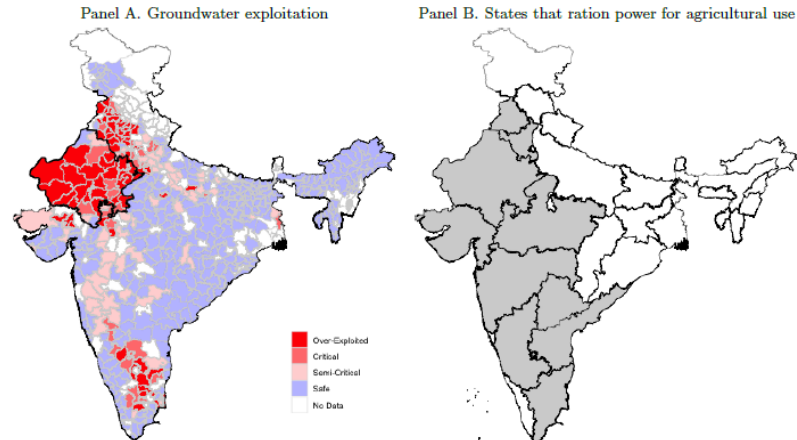 Panel A. Groundwater exploitation
Panel B. States that ration power for agricultural use
Over-Exploited
Critical
Semi-Critical
Safe
No Data